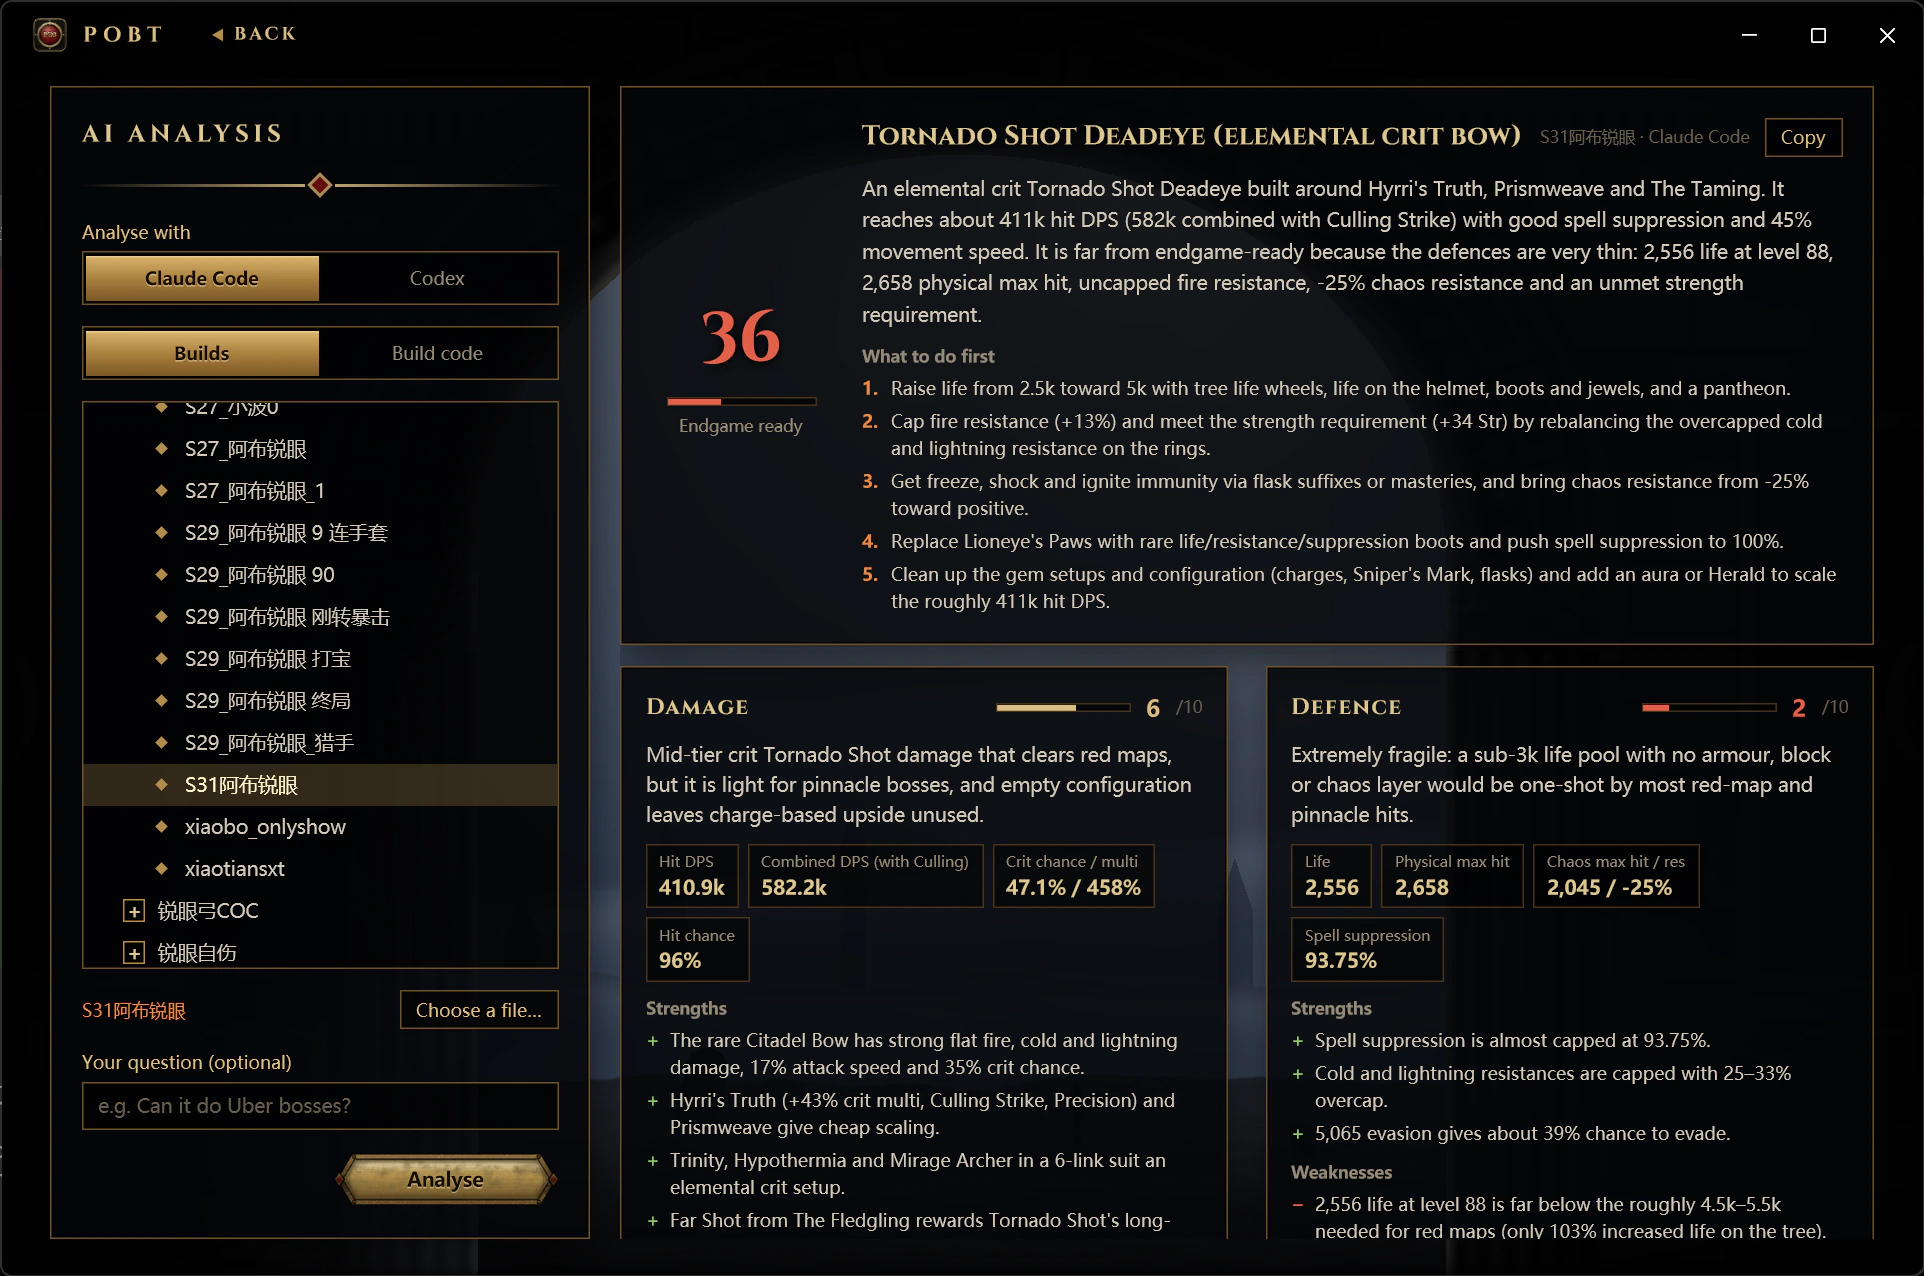 POBT
BACK
AI ANALYSIS
Analyse with
Claude Code
Codex
Builds
Build code
S27_小波0
S27_阿布锐眼
S27_阿布锐眼_1
S29_阿布锐眼 9 连手套
S29_阿布锐眼 90
S29_阿布锐眼 刚转暴击
S29_阿布锐眼 打宝
S29_阿布锐眼 终局
S29_阿布锐眼_猎手
S31阿布锐眼
xiaobo_onlyshow
xiaotiansxt
锐眼弓COC
锐眼自伤
S31阿布锐眼
Choose a file...
Your question (optional)
e.g. Can it do Uber bosses?
Analyse
36
Endgame ready
Tornado Shot Deadeye (elemental crit bow)
S31阿布锐眼 · Claude Code
Copy
An elemental crit Tornado Shot Deadeye built around Hyrri's Truth, Prismweave and The Taming. It
reaches about 411k hit DPS (582k combined with Culling Strike) with good spell suppression and 45%
movement speed. It is far from endgame-ready because the defences are very thin: 2,556 life at level 88,
2,658 physical max hit, uncapped fire resistance, -25% chaos resistance and an unmet strength
requirement.
What to do first
1. Raise life from 2.5k toward 5k with tree life wheels, life on the helmet, boots and jewels, and a pantheon.
2. Cap fire resistance (+13%) and meet the strength requirement (+34 Str) by rebalancing the overcapped cold
and lightning resistance on the rings.
3. Get freeze, shock and ignite immunity via flask suffixes or masteries, and bring chaos resistance from -25%
toward positive.
4. Replace Lioneye's Paws with rare life/resistance/suppression boots and push spell suppression to 100%.
5. Clean up the gem setups and configuration (charges, Sniper's Mark, flasks) and add an aura or Herald to scale
the roughly 411k hit DPS.
Damage
6 /10
Mid-tier crit Tornado Shot damage that clears red maps,
but it is light for pinnacle bosses, and empty configuration
leaves charge-based upside unused.
Hit DPS
410.9k
Combined DPS (with Culling)
582.2k
Crit chance / multi
47.1% / 458%
Hit chance
96%
Strengths
+ The rare Citadel Bow has strong flat fire, cold and lightning
damage, 17% attack speed and 35% crit chance.
+ Hyrri's Truth (+43% crit multi, Culling Strike, Precision) and
Prismweave give cheap scaling.
+ Trinity, Hypothermia and Mirage Archer in a 6-link suit an
elemental crit setup.
+ Far Shot from The Fledgling rewards Tornado Shot's long-
Defence
2 /10
Extremely fragile: a sub-3k life pool with no armour, block
or chaos layer would be one-shot by most red-map and
pinnacle hits.
Life
2,556
Physical max hit
2,658
Chaos max hit / res
2,045 / -25%
Spell suppression
93.75%
Strengths
+ Spell suppression is almost capped at 93.75%.
+ Cold and lightning resistances are capped with 25–33%
overcap.
+ 5,065 evasion gives about 39% chance to evade.
Weaknesses
– 2,556 life at level 88 is far below the roughly 4.5k–5.5k
needed for red maps (only 103% increased life on the tree).